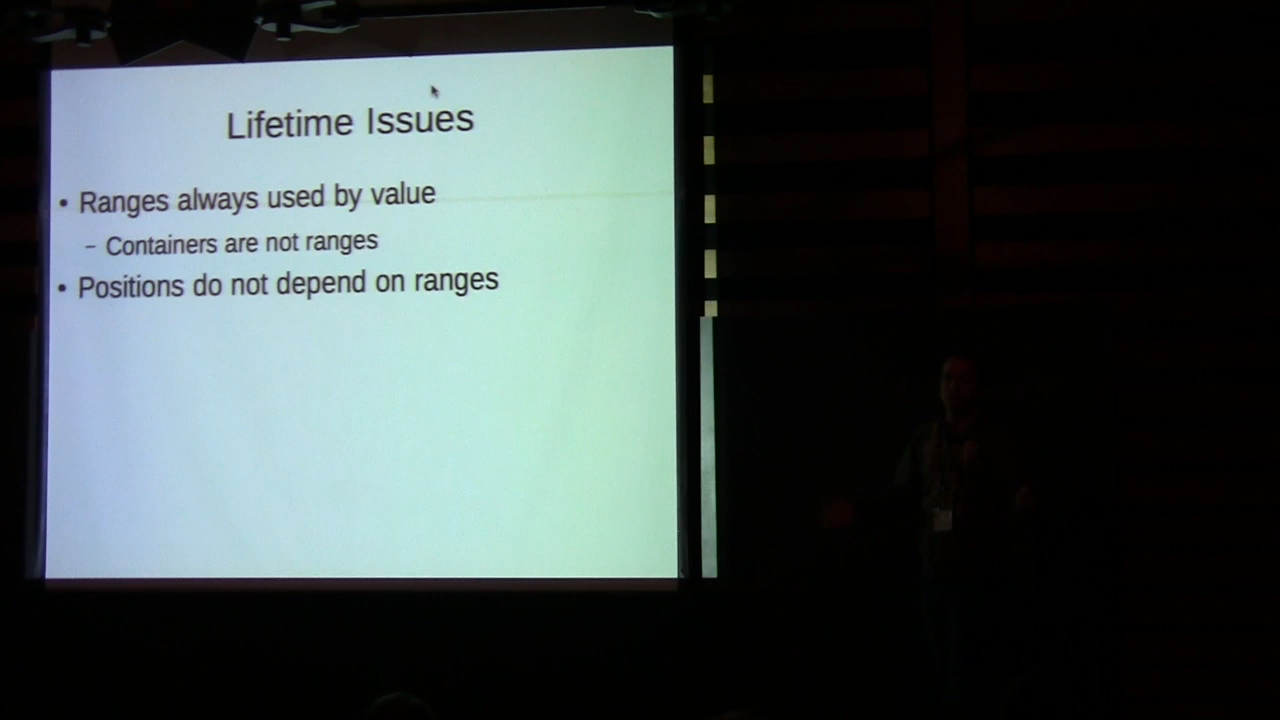 Lifetime Issues
• Ranges always used by value
– Containers are not ranges
• Positions do not depend on ranges